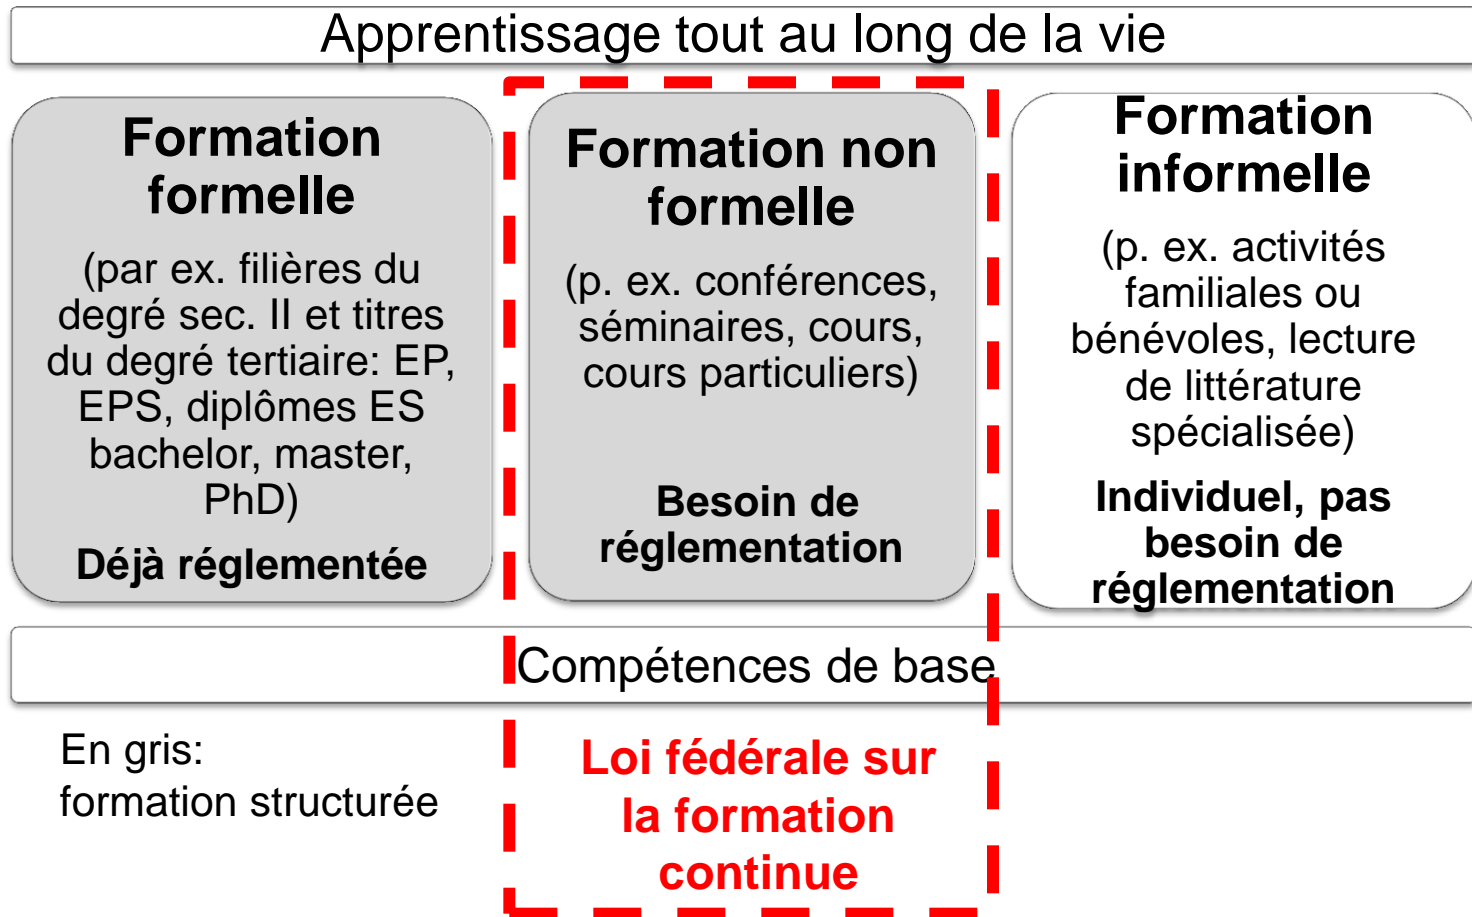 Apprentissage tout au long de la vie
Formation
formelle
(par ex. filières du
degré sec. II et titres
du degré tertiaire: EP,
EPS, diplômes ES
bachelor, master,
PhD)
Déjà réglementée
Formation non
formelle
(p. ex. conférences,
séminaires, cours,
cours particuliers)
Besoin de
réglementation
Formation
informelle
(p. ex. activités
familiales ou
bénévoles, lecture
de littérature
spécialisée)
Individuel, pas
besoin de
réglementation
Compétences de base
En gris:
formation structurée
Loi fédérale sur
la formation
continue